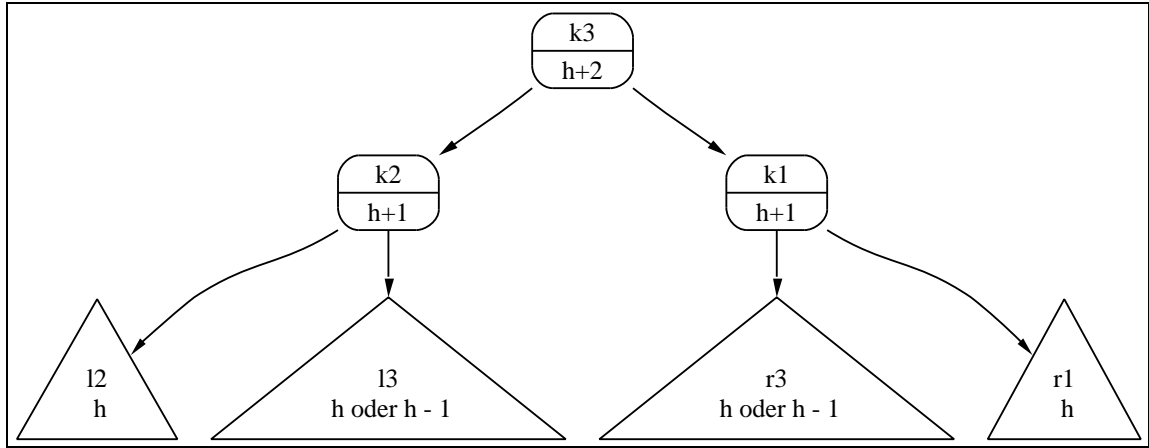 k3
h+2
k2
h+1
k1
h+1
l2
h
l3
h oder h - 1
r3
h oder h - 1
r1
h